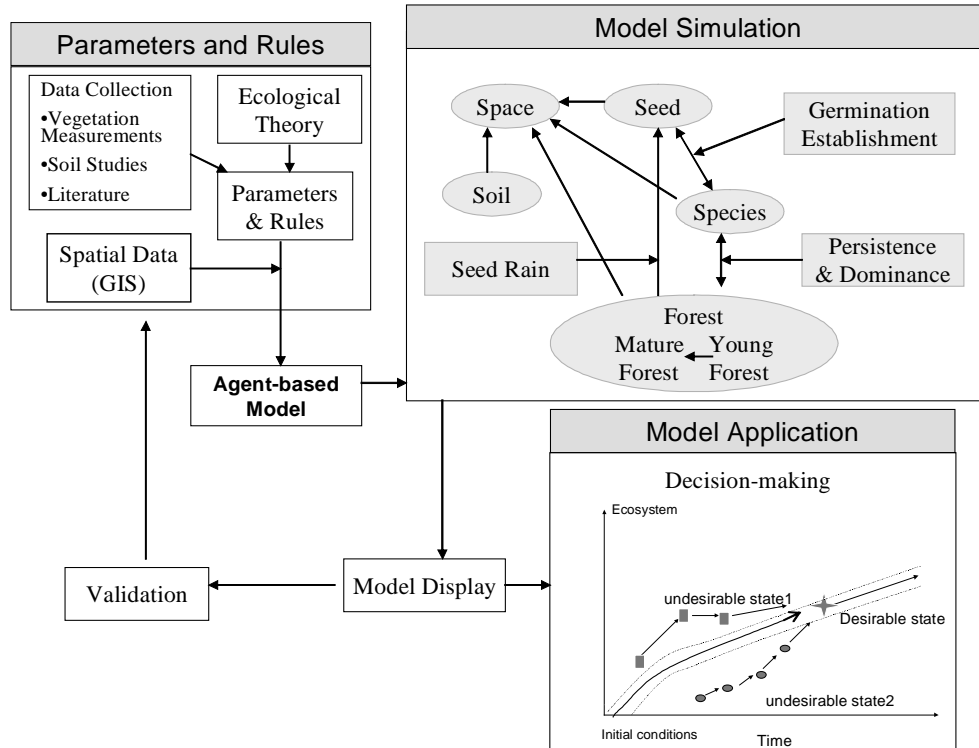 Parameters and Rules
Data Collection
•Vegetation
Measurements
•Soil Studies
•Literature
Ecological
Theory
Parameters
& Rules
Spatial Data
(GIS)
Agent-based
Model
Model Simulation
Space
Seed
Germination
Establishment
Soil
Species
Seed Rain
Persistence
& Dominance
Forest
Mature
Forest
Young
Forest
Validation
Model Display
Model Application
Decision-making
Ecosystem
undesirable state1
Desirable state
undesirable state2
Initial conditions
Time